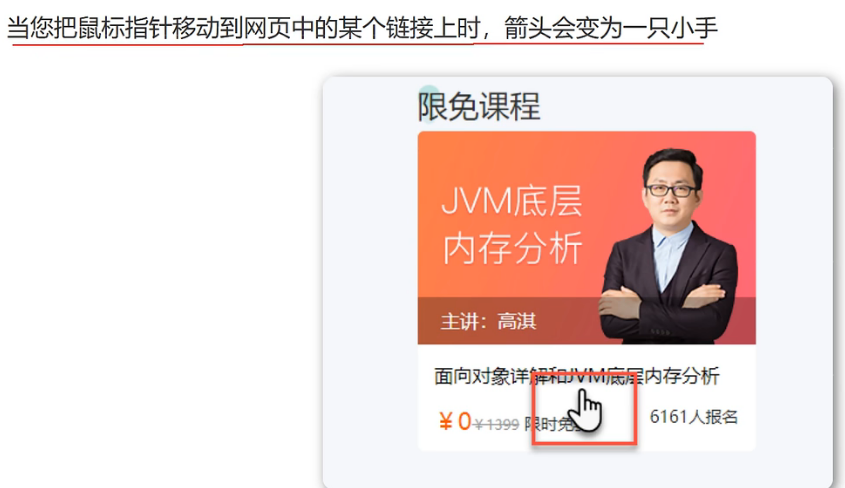 当您把鼠标指针移动到网页中的某个链接上时，箭头会变为一只小手
限免课程
JVM底层
内存分析
主讲：高淇
面向对象详解和JVM底层内存分析
￥0 ￥1399 限时免 6161人报名